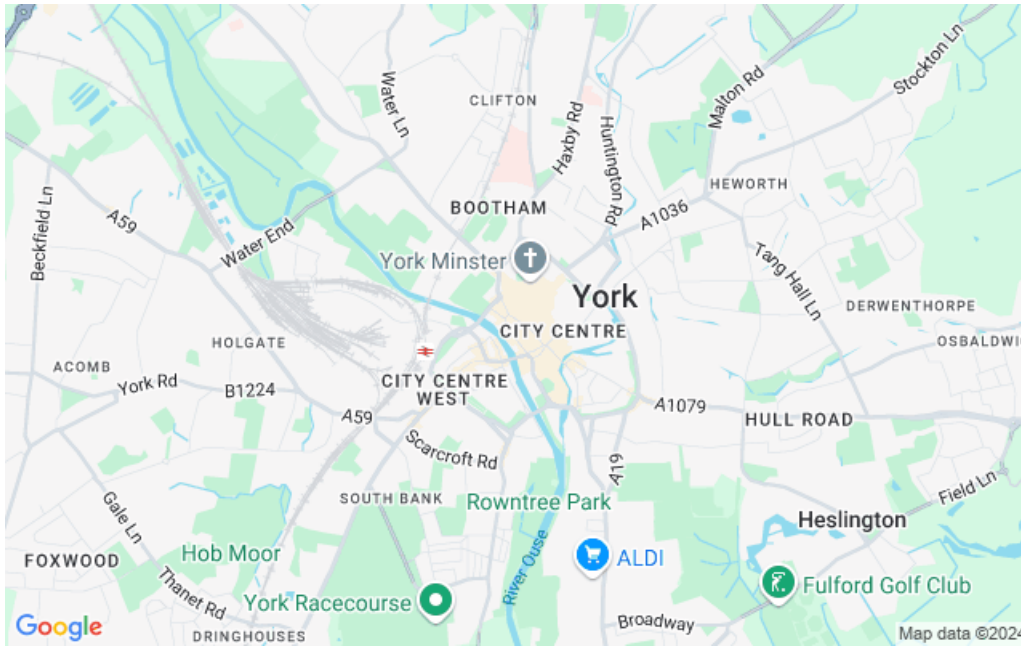 Stockton Ln
Malton Rd
Water Ln
CLIFTON
Haxby Rd
Huntington Rd
HEWORTH
BOOTHAM
A1036
A59
Beckfield Ln
Water End
York Minster
York
Tang Hall Ln
DERWENTHORPE
CITY CENTRE
HOLGATE
OSBALDWIC
ACOMB
York Rd
B1224
CITY CENTRE
WEST
A59
A1079
HULL ROAD
Scarcroft Rd
A19
SOUTH BANK
Rowntree Park
Field Ln
Gale Ln
Heslington
Hob Moor
FOXWOOD
ALDI
River Ouse
Thanet Rd
York Racecourse
Fulford Golf Club
Google
DRINGHOUSES
Broadway
Map data ©2024